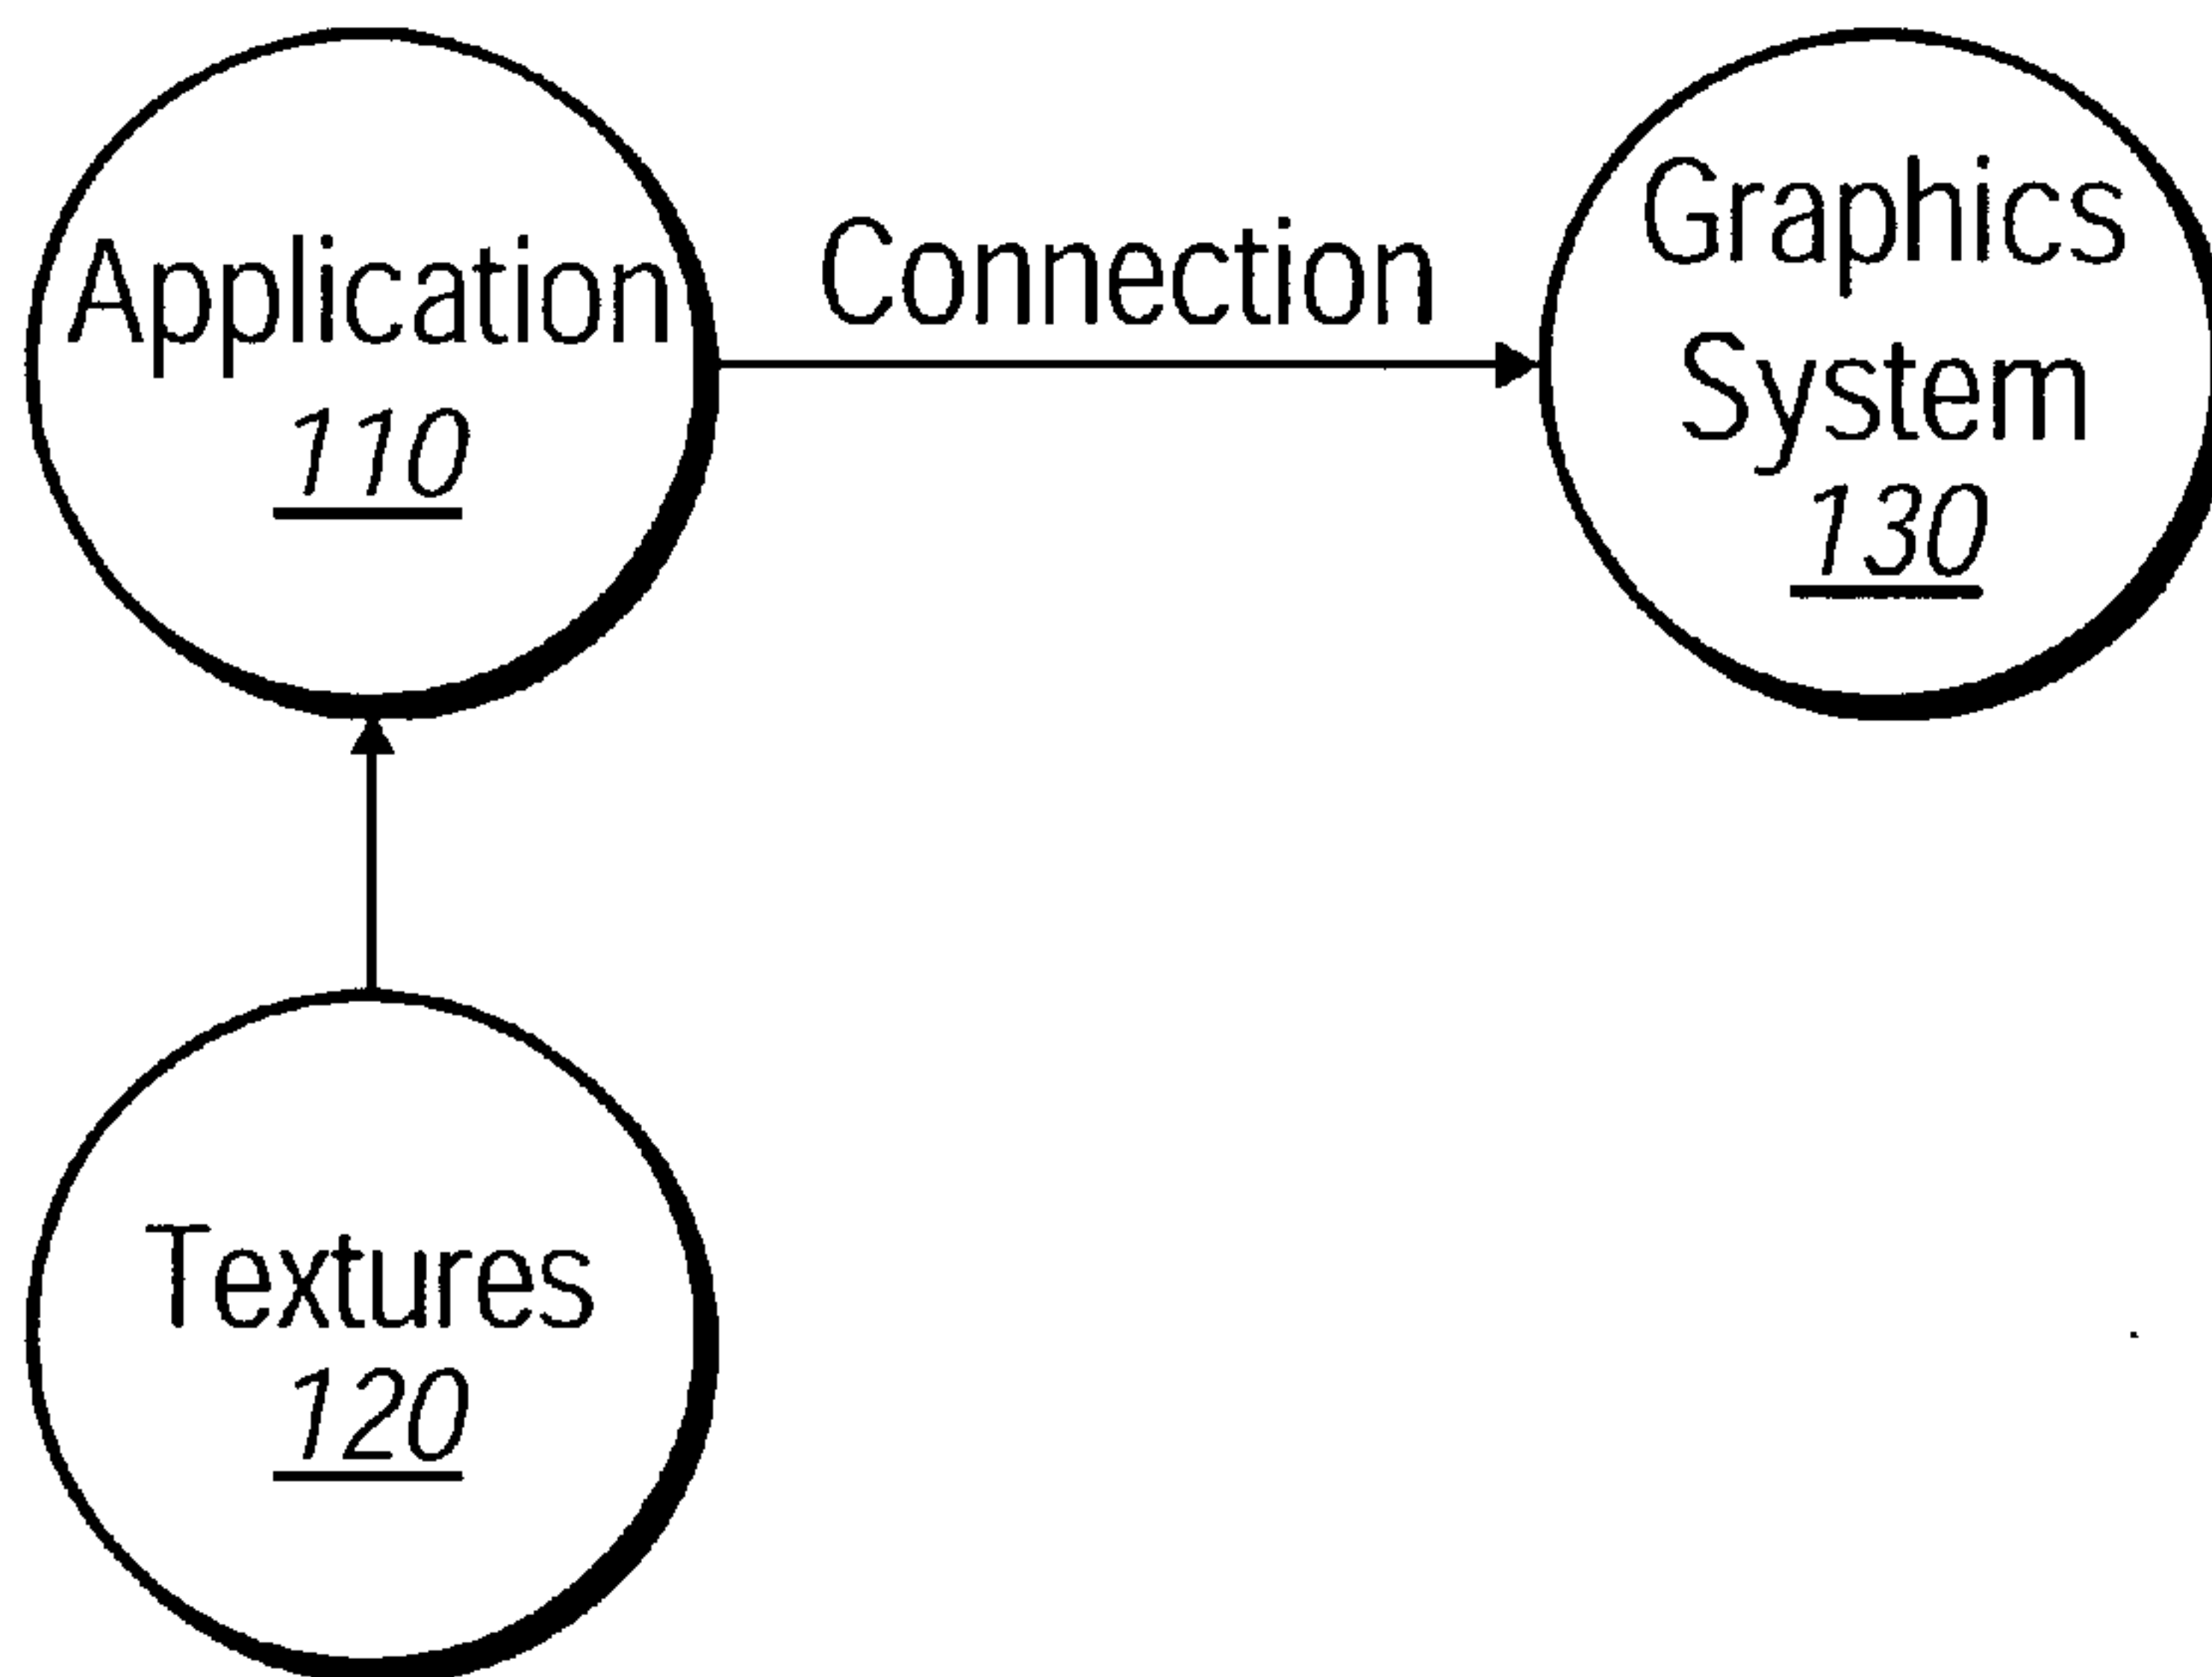 Application
110
Connection
Graphics
System
130
Textures
120